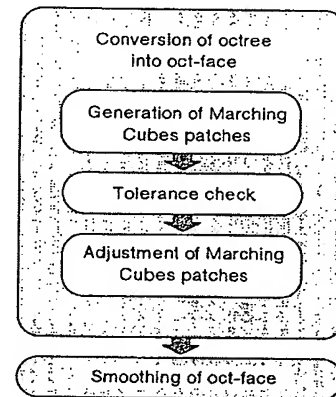 Conversion of octree
into oct-face
Generation of Marching
Cubes patches
Tolerance check
Adjustment of Marching
Cubes patches
Smoothing of oct-face